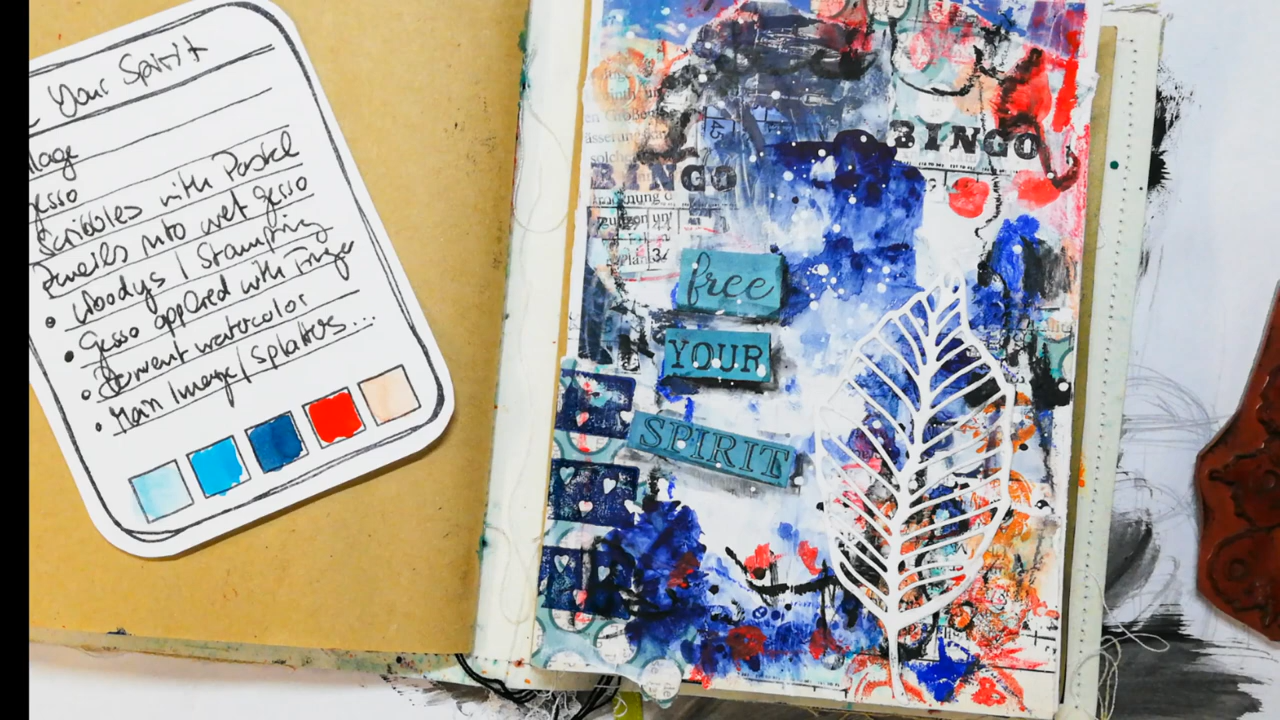 Your Spirit
llage
gesso
Scribbles with Pastel
Pencils into wet gesso
• Woodys / Stamping
• Gesso applied with Finger
• Derwent watercolor
• Main Image / Splatters...
BINGO
BINGO
free
YOUR
SPIRIT